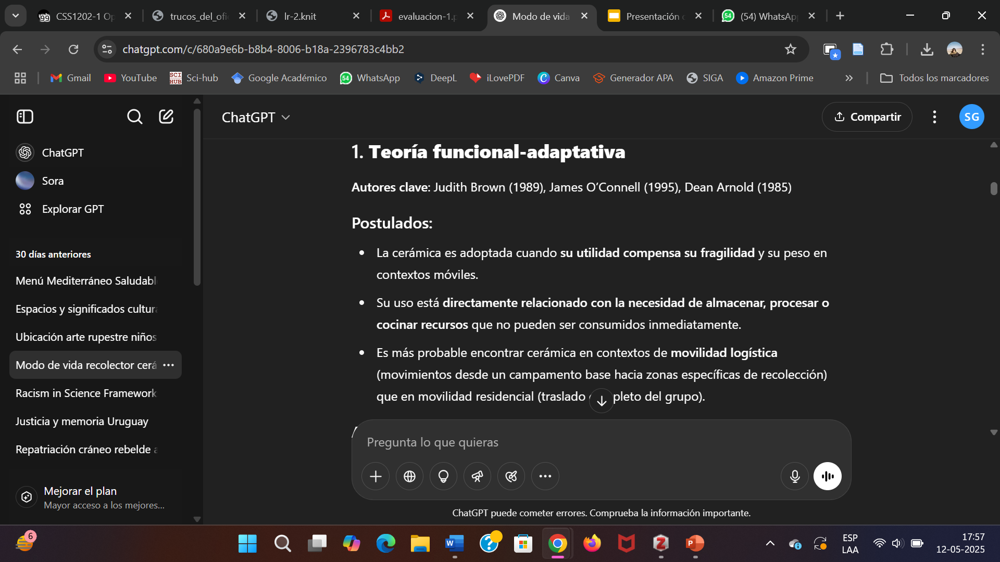 CSS1202-1 Op
trucos_del_ofi
lr-2.knit
evaluacion-1.p
Modo de vida
Presentación
(54) WhatsAp
chatgpt.com/c/680a9e6b-b8b4-8006-b18a-2396783c4bb2
Gmail
YouTube
SCI HUB
Sci-hub
Google Académico
54
WhatsApp
DeepL
iLovePDF
Canva
Generador APA
SIGA
Amazon Prime
Todos los marcadores
ChatGPT
Compartir
SG
ChatGPT
Sora
Explorar GPT
30 días anteriores
Menú Mediterráneo Saludabl
Espacios y significados cultur
Ubicación arte rupestre niños
Modo de vida recolector cerá
Racism in Science Framework
Justicia y memoria Uruguay
Repatriación cráneo rebelde a
Mejorar el plan
Mayor acceso a los mejores...
1. Teoría funcional-adaptativa
Autores clave: Judith Brown (1989), James O’Connell (1995), Dean Arnold (1985)
Postulados:
La cerámica es adoptada cuando su utilidad compensa su fragilidad y su peso en
contextos móviles.
Su uso está directamente relacionado con la necesidad de almacenar, procesar o
cocinar recursos que no pueden ser consumidos inmediatamente.
Es más probable encontrar cerámica en contextos de movilidad logística
(movimientos desde un campamento base hacia zonas específicas de recolección)
que en movilidad residencial (traslado pleto del grupo).
Pregunta lo que quieras
ChatGPT puede cometer errores. Comprueba la información importante.
6
ESP
LAA
17:57
12-05-2025